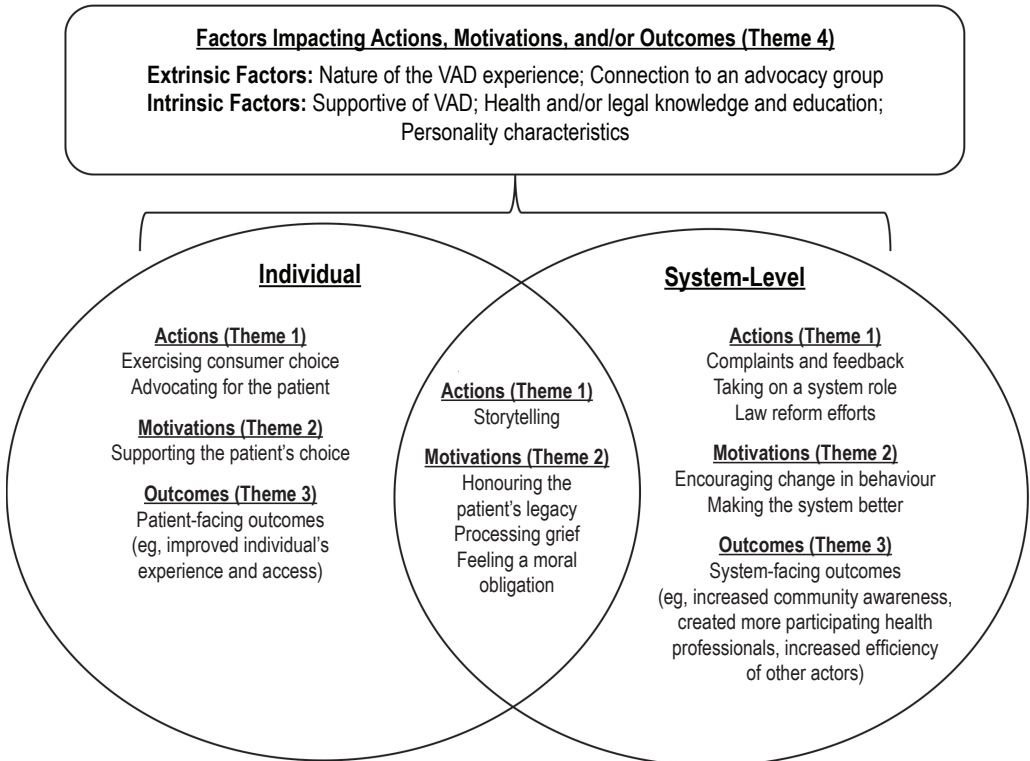 Factors Impacting Actions, Motivations, and/or Outcomes (Theme 4)
Extrinsic Factors: Nature of the VAD experience; Connection to an advocacy group
Intrinsic Factors: Supportive of VAD; Health and/or legal knowledge and education;
Personality characteristics
Individual
Actions (Theme 1)
Exercising consumer choice
Advocating for the patient
Motivations (Theme 2)
Supporting the patient's choice
Outcomes (Theme 3)
Patient-facing outcomes
(eg, improved individual's
experience and access)
Actions (Theme 1)
Storytelling
Motivations (Theme 2)
Honouring the
patient's legacy
Processing grief
Feeling a moral
obligation
System-Level
Actions (Theme 1)
Complaints and feedback
Taking on a system role
Law reform efforts
Motivations (Theme 2)
Encouraging change in behaviour
Making the system better
Outcomes (Theme 3)
System-facing outcomes
(eg, increased community awareness,
created more participating health
professionals, increased efficiency
of other actors)